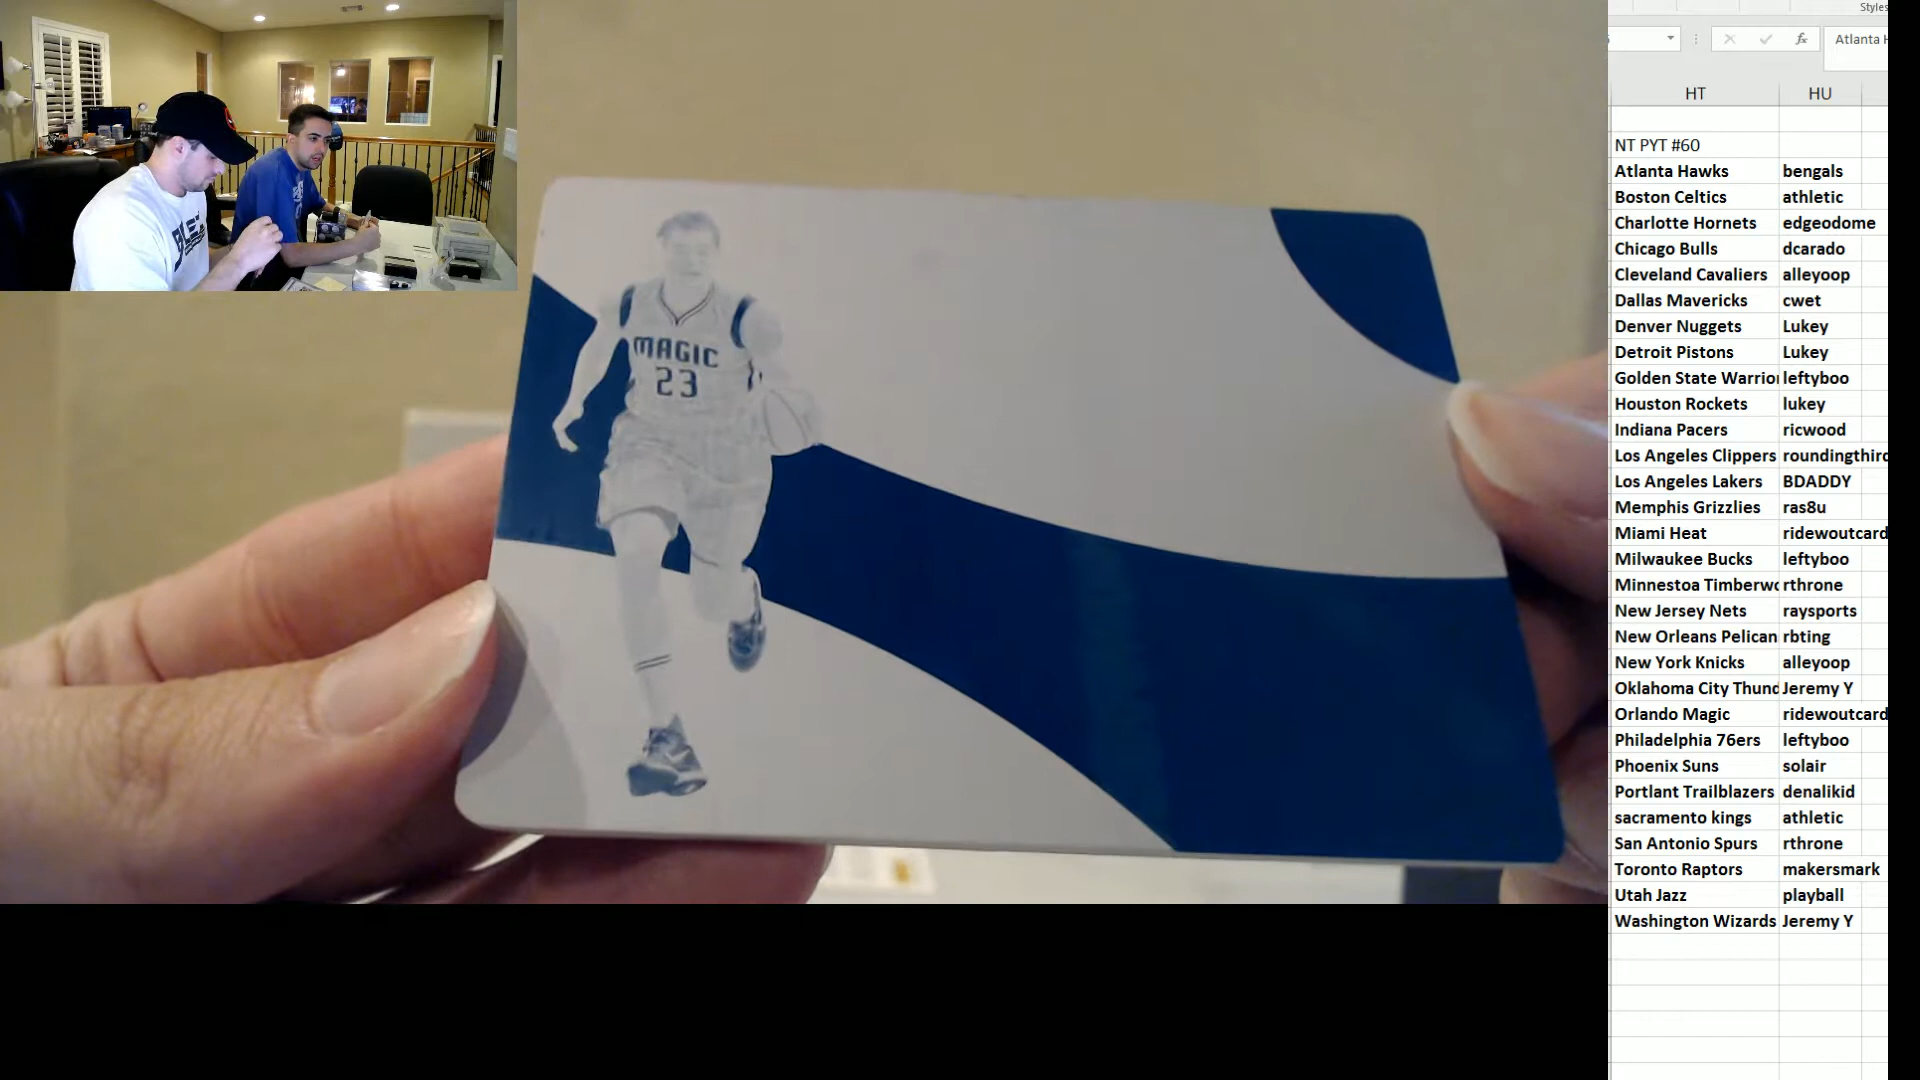 Styles
Atlanta H
HT HU
NT PYT #60
Atlanta Hawks bengals
Boston Celtics athletic
Charlotte Hornets edgeodome
Chicago Bulls dcarado
Cleveland Cavaliers alleyoop
Dallas Mavericks cwet
Denver Nuggets Lukey
Detroit Pistons Lukey
Golden State Warrior leftyboo
Houston Rockets lukey
Indiana Pacers ricwood
Los Angeles Clippers roundingthird
Los Angeles Lakers BDADDY
Memphis Grizzlies ras8u
Miami Heat ridewoutcard
Milwaukee Bucks leftyboo
Minnestoa Timberwo rthrone
New Jersey Nets raysports
New Orleans Pelican rbting
New York Knicks alleyoop
Oklahoma City Thund Jeremy Y
Orlando Magic ridewoutcard
Philadelphia 76ers leftyboo
Phoenix Suns solair
Portlant Trailblazers denalikid
sacramento kings athletic
San Antonio Spurs rthrone
Toronto Raptors makersmark
Utah Jazz playball
Washington Wizards Jeremy Y
MAGIC
23